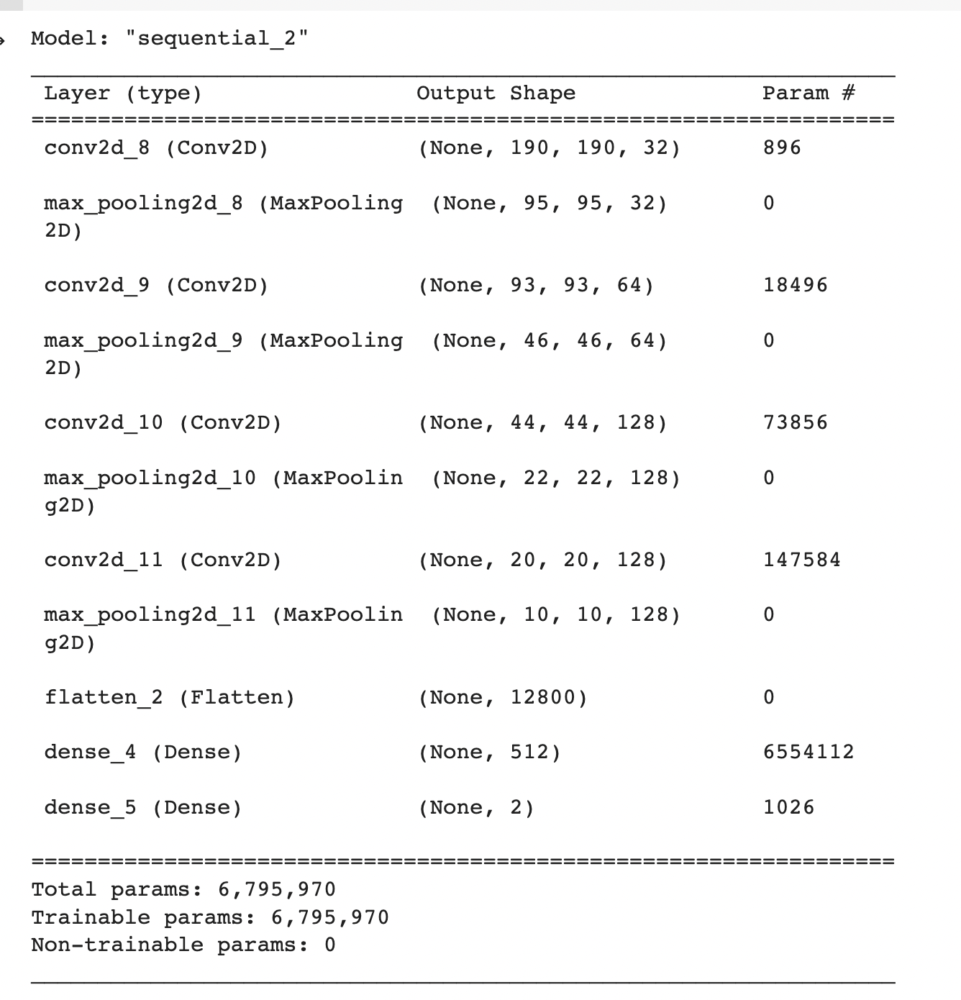 Model: "sequential_2"
Layer (type) Output Shape Param #
=================================================================
conv2d_8 (Conv2D) (None, 190, 190, 32) 896
max_pooling2d_8 (MaxPooling (None, 95, 95, 32) 0
2D)
conv2d_9 (Conv2D) (None, 93, 93, 64) 18496
max_pooling2d_9 (MaxPooling (None, 46, 46, 64) 0
2D)
conv2d_10 (Conv2D) (None, 44, 44, 128) 73856
max_pooling2d_10 (MaxPoolin (None, 22, 22, 128) 0
g2D)
conv2d_11 (Conv2D) (None, 20, 20, 128) 147584
max_pooling2d_11 (MaxPoolin (None, 10, 10, 128) 0
g2D)
flatten_2 (Flatten) (None, 12800) 0
dense_4 (Dense) (None, 512) 6554112
dense_5 (Dense) (None, 2) 1026
=================================================================
Total params: 6,795,970
Trainable params: 6,795,970
Non-trainable params: 0